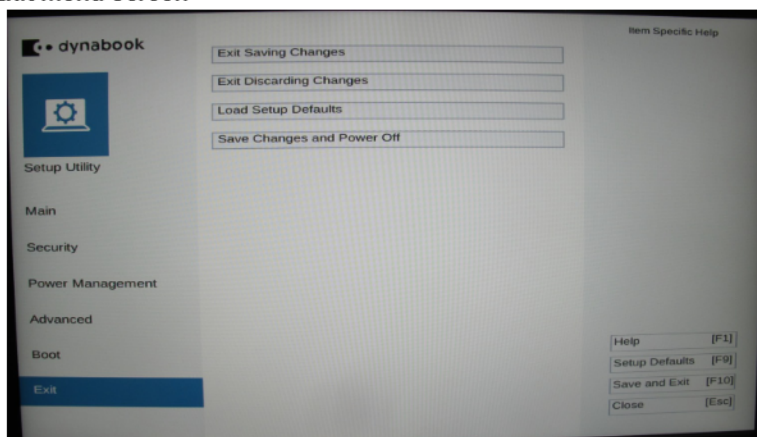 dynabook
Setup Utility
Main
Security
Power Management
Advanced
Boot
Exit
Exit Saving Changes
Exit Discarding Changes
Load Setup Defaults
Save Changes and Power Off
Item Specific Help
Help [F1]
Setup Defaults [F9]
Save and Exit [F10]
Close [Esc]